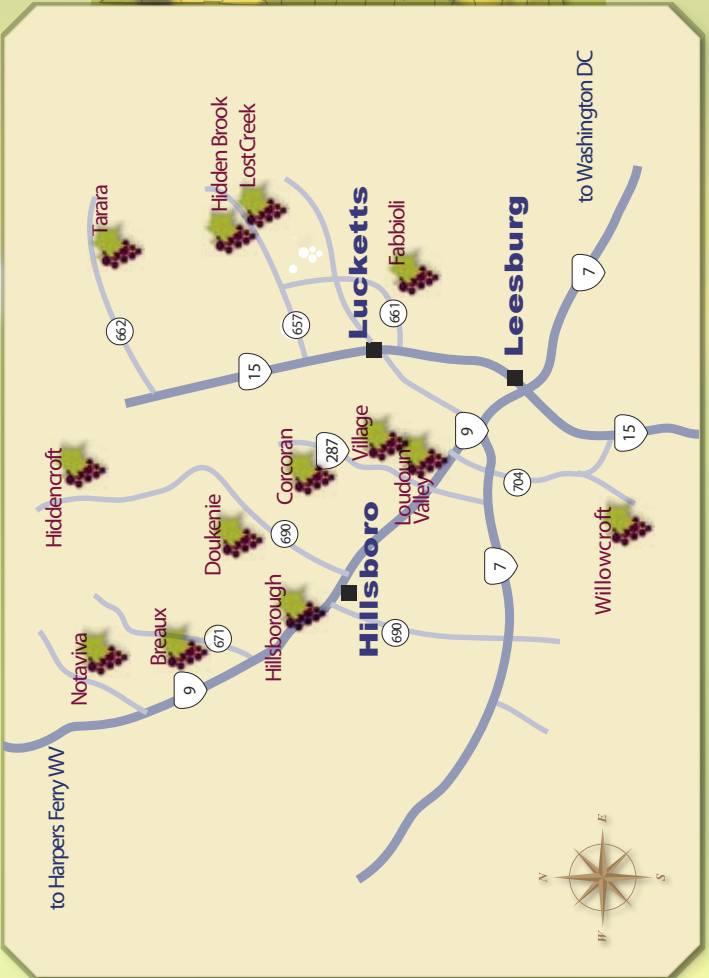 to Harpers Ferry WV
Notaviva
Breaux
671
9
Hillsborough
Hillsboro
690
690
Doukenie
Hiddencroft
Corcoran
287
Village
Loudoun
Valley
9
7
704
Willowcroft
15
15
662
Tarara
657
Hidden Brook
LostCreek
Lucketts
661
Fabbioli
Leesburg
7
to Washington DC
N
E
S
W